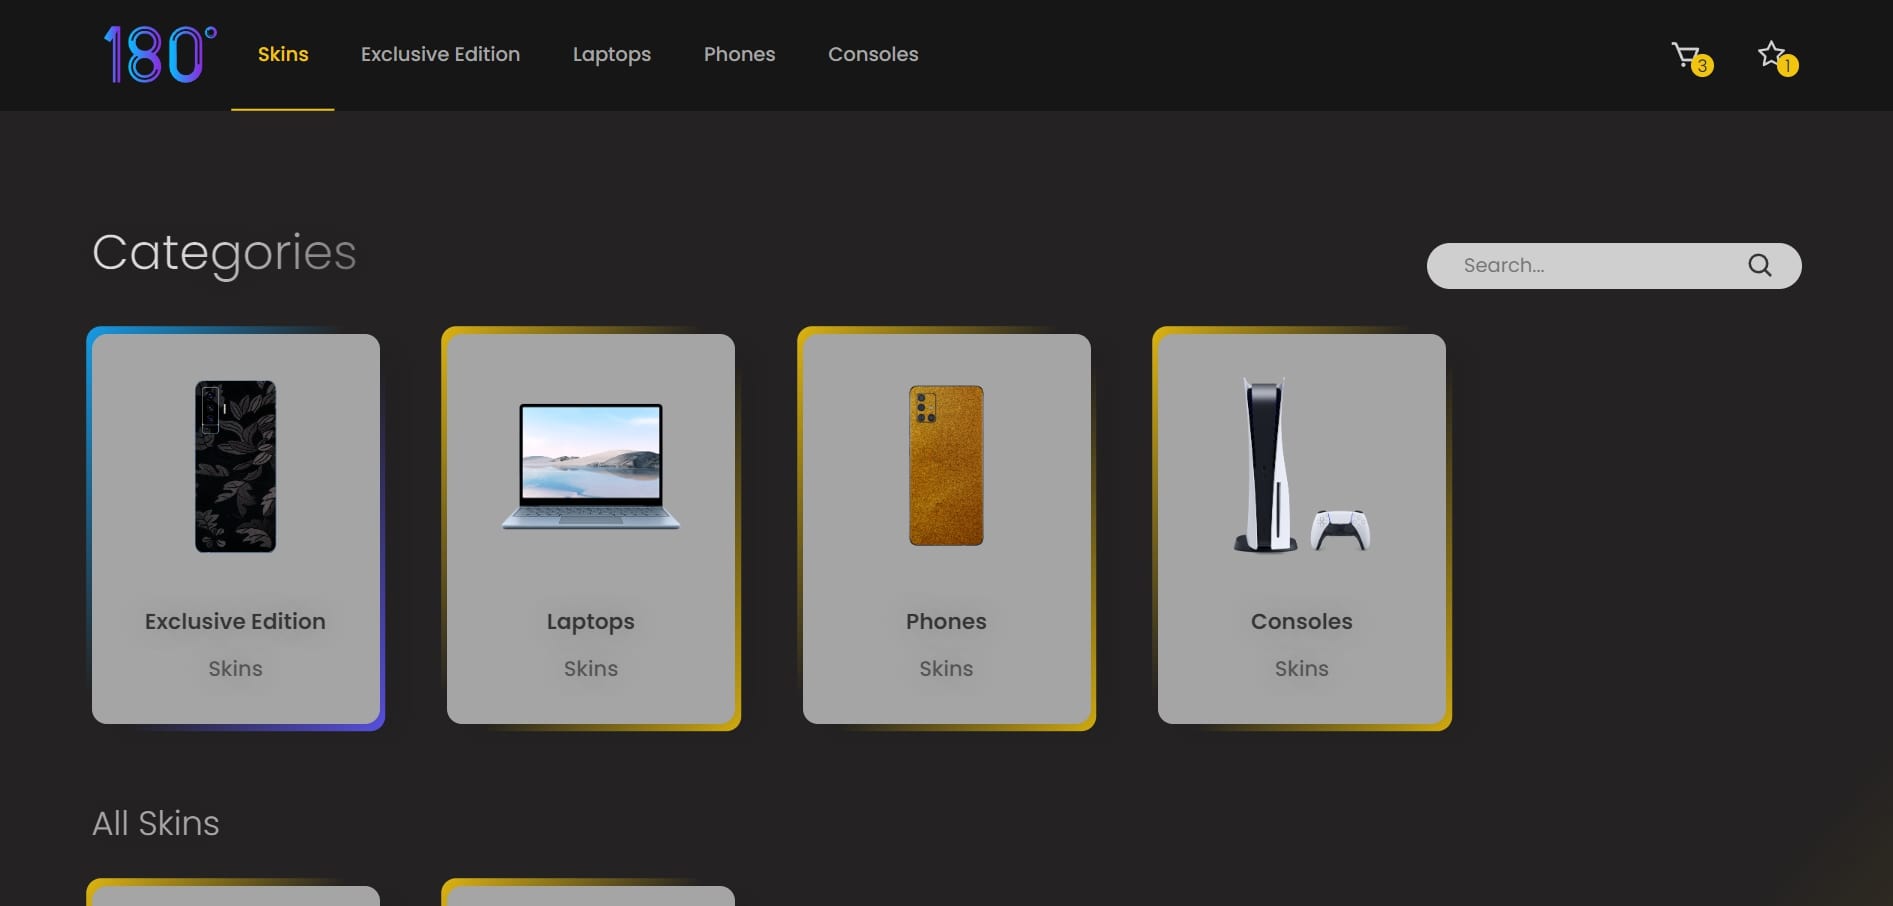 180°
Skins
Exclusive Edition
Laptops
Phones
Consoles
3
1
Categories
Search...
Exclusive Edition
Skins
Laptops
Skins
Phones
Skins
Consoles
Skins
All Skins